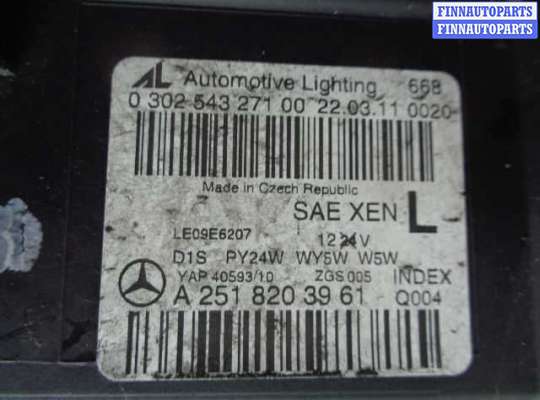 FINNAUTOPARTS
FINNAUTOPARTS
AL Automotive Lighting 668
0 302 543 271 00 22.03.11 0020
Made in Czech Republic
SAE XEN L
LE09E6207
12 24V
D1S PY24W WY5W W5W
YAP 40593/10 ZGS 005 INDEX
A 251 820 39 61 Q004